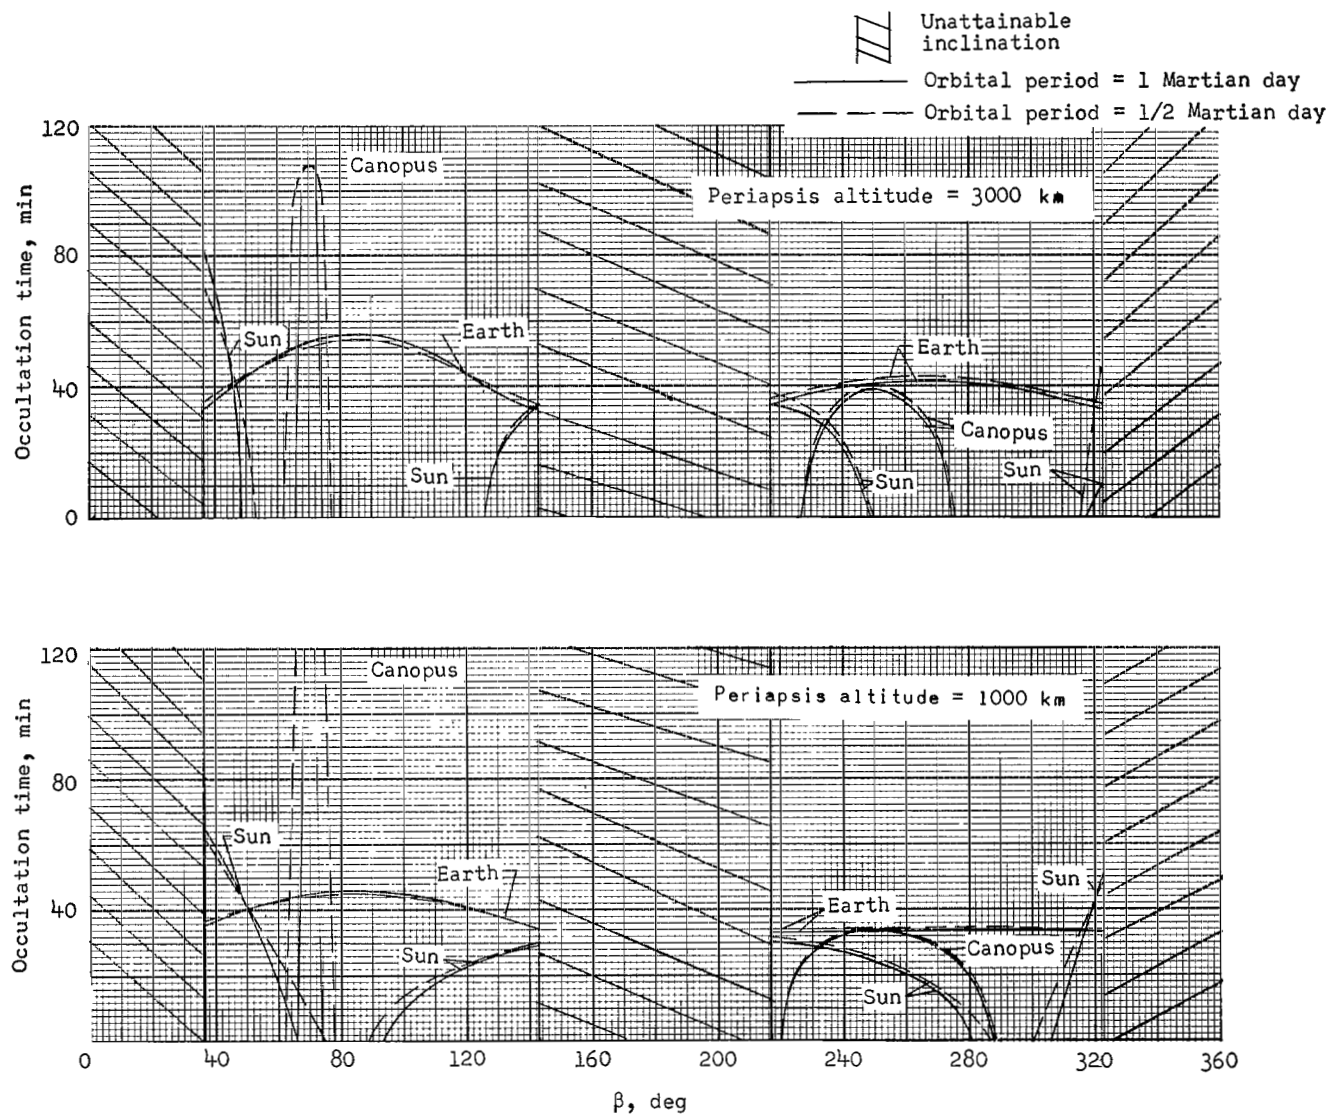 Unattainable
inclination
Orbital period = 1 Martian day
Orbital period = 1/2 Martian day
120
80
40
0
Occultation time, min
Canopus
Periapsis altitude = 3000 km
Sun
Earth
Sun
Earth
Canopus
Sun
Sun
120
80
40
Occultation time, min
Canopus
Periapsis altitude = 1000 km
Sun
Earth
Sun
Sun
Earth
Canopus
Sun
0 40 80 120 160 200 240 280 320 360
β, deg